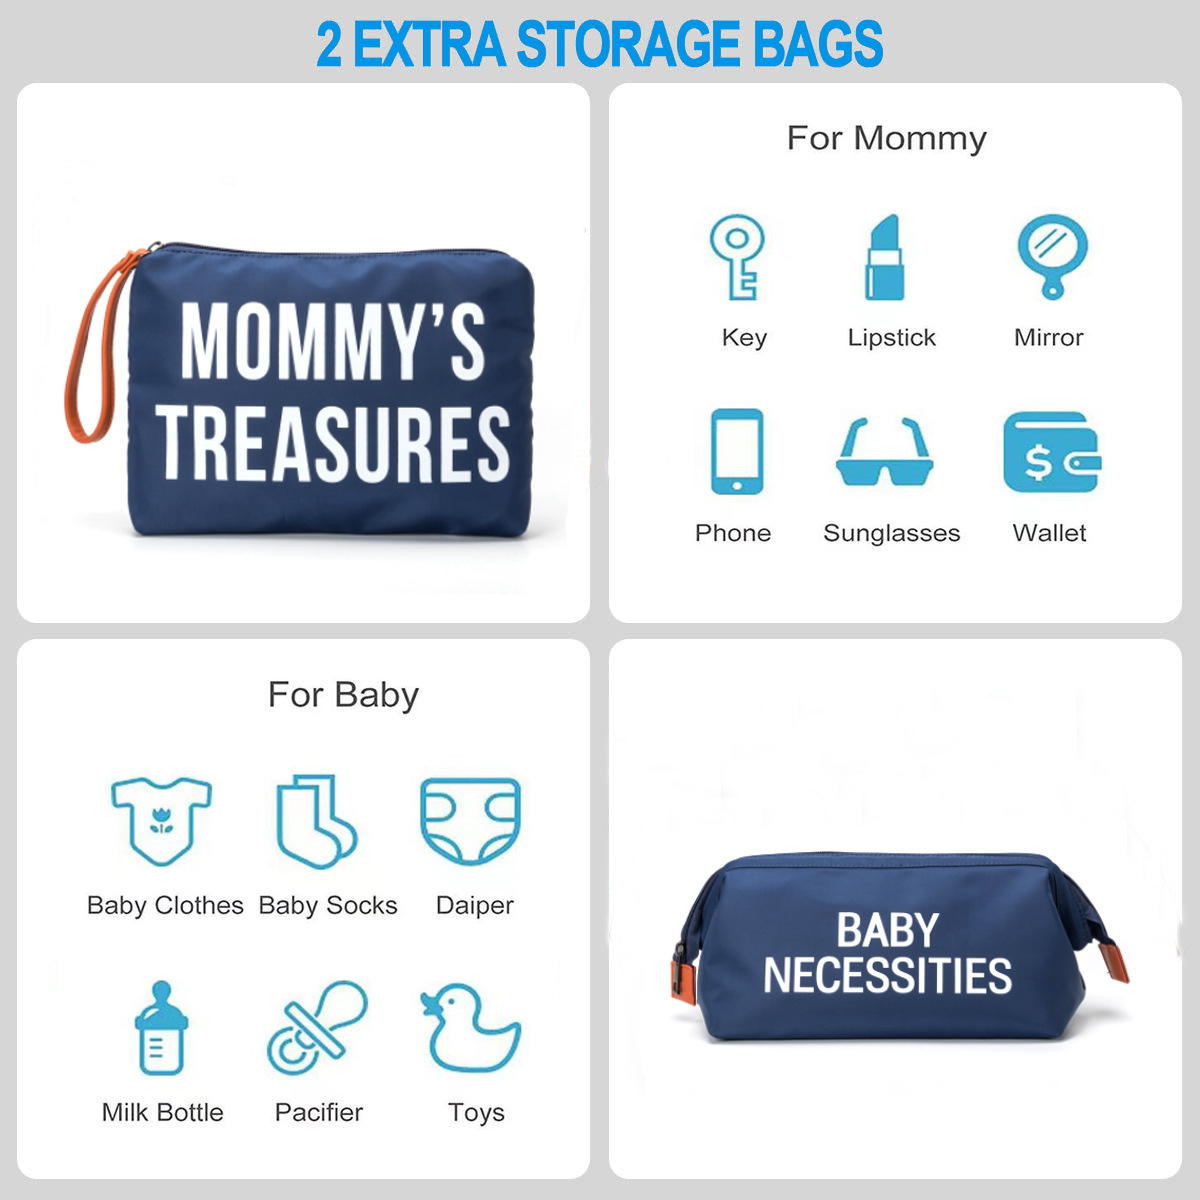 2 EXTRA STORAGE BAGS
MOMMY'S
TREASURES
For Mommy
Key Lipstick Mirror
$
Phone Sunglasses Wallet
For Baby
Baby Clothes Baby Socks Daiper
Milk Bottle Pacifier Toys
BABY
NECESSITIES